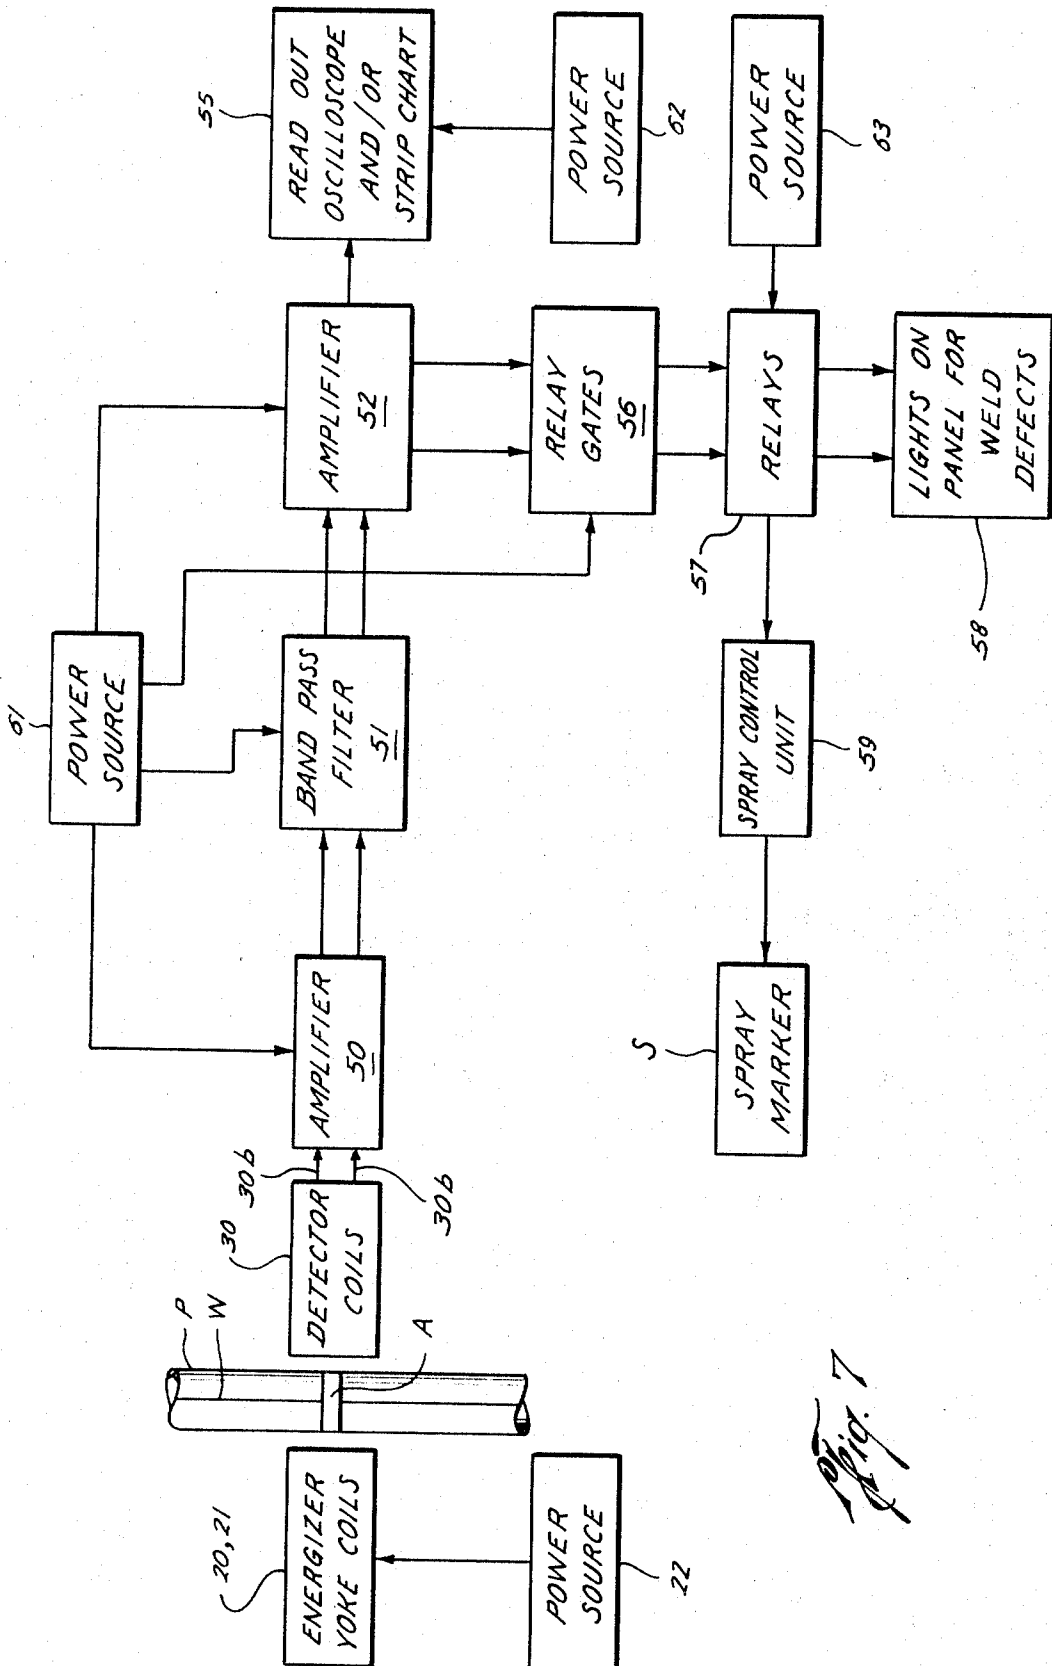 61
POWER
SOURCE
55
READ OUT
OSCILLOSCOPE
AND/OR
STRIP CHART
P
W
A
20,21
ENERGIZER
YOKE COILS
30
DETECTOR
COILS
30b
30b
AMPLIFIER
50
BAND PASS
FILTER
51
AMPLIFIER
52
POWER
SOURCE
22
RELAY
GATES
56
POWER
SOURCE
62
S
SPRAY
MARKER
SPRAY CONTROL
UNIT
59
57
RELAYS
POWER
SOURCE
63
LIGHTS ON
PANEL FOR
WELD
DEFECTS
58
Fig. 7